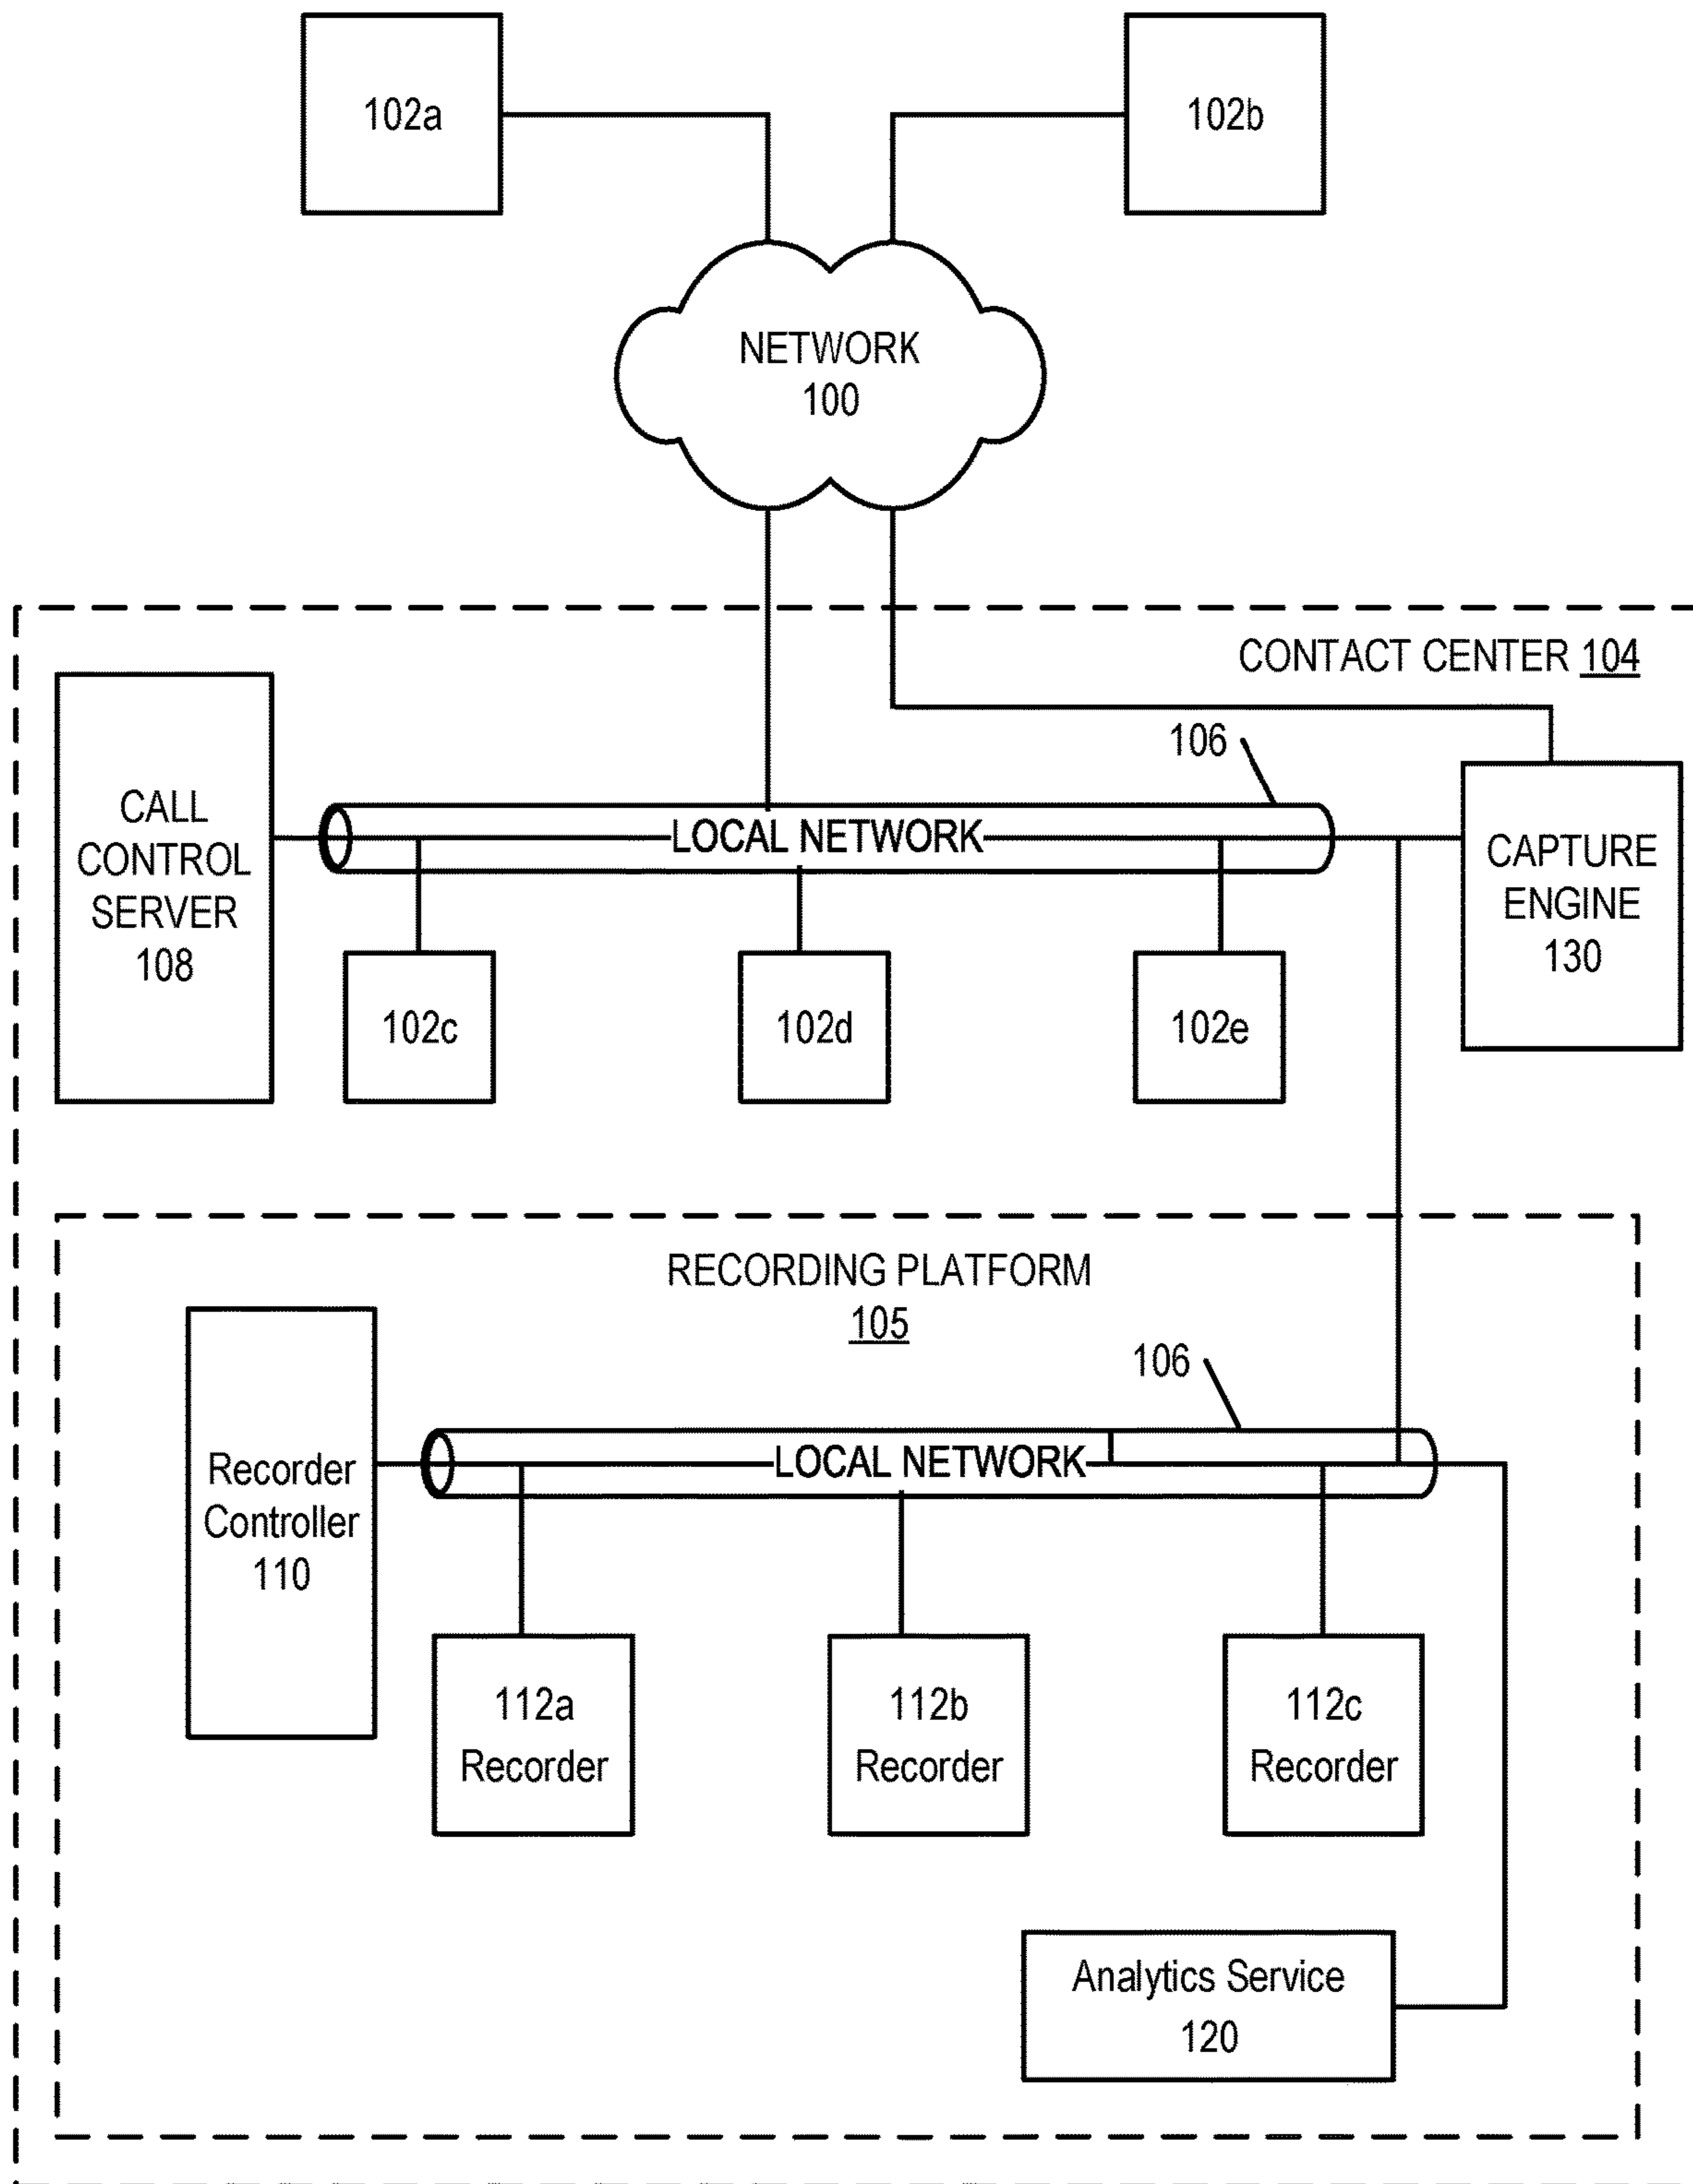 102a
102b
NETWORK
100
CONTACT CENTER 104
106
CALL
CONTROL
SERVER
108
LOCAL NETWORK
CAPTURE
ENGINE
130
102c
102d
102e
RECORDING PLATFORM
105
106
Recorder
Controller
110
LOCAL NETWORK
112a
Recorder
112b
Recorder
112c
Recorder
Analytics Service
120